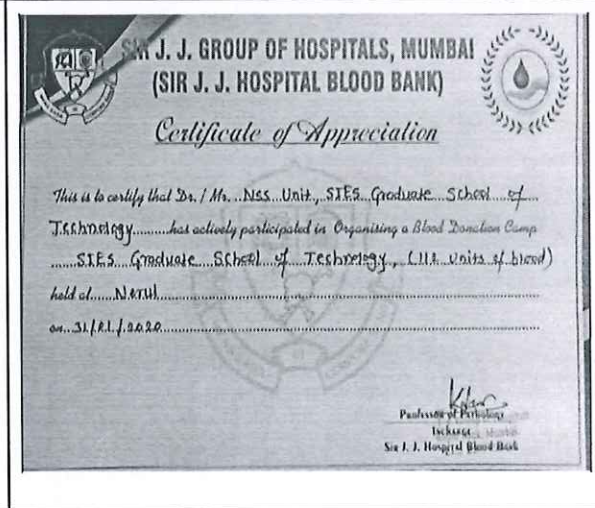 SIR J. J. GROUP OF HOSPITALS, MUMBAI
(SIR J. J. HOSPITAL BLOOD BANK)
Certificate of Appreciation
This is to certify that Dr. / Mr. NSS Unit, SIES Graduate School of
Technology has actively participated in Organising a Blood Donation Camp
SIES Graduate School of Technology, ( units of blood)
held at Nerul
on 31/01/2020
Professor of Pathology
Incharge
Sir J. J. Hospital Blood Bank